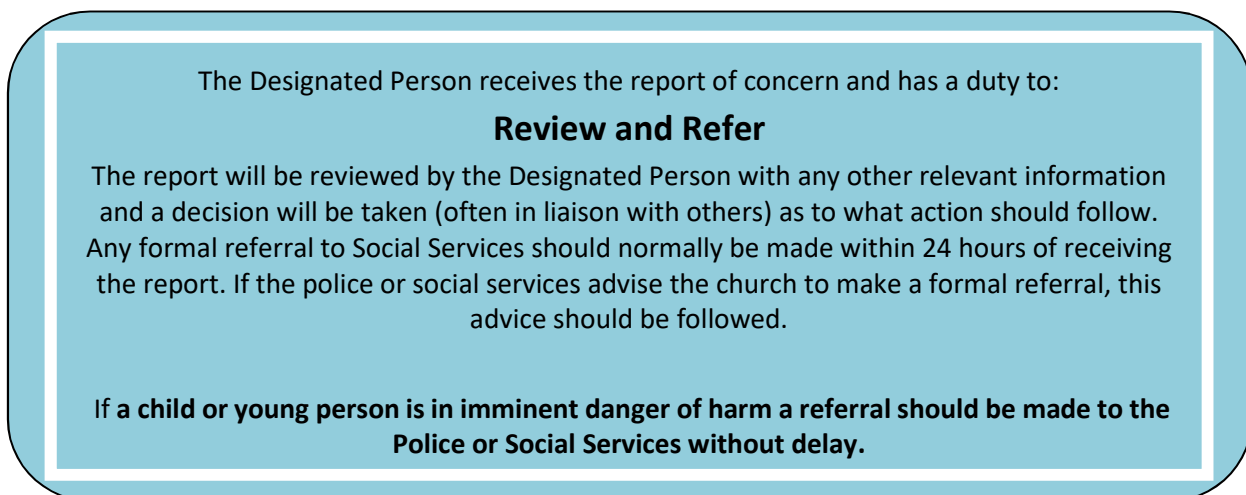 The Designated Person receives the report of concern and has a duty to:
Review and Refer
The report will be reviewed by the Designated Person with any other relevant information
and a decision will be taken (often in liaison with others) as to what action should follow.
Any formal referral to Social Services should normally be made within 24 hours of receiving
the report. If the police or social services advise the church to make a formal referral, this
advice should be followed.
If a child or young person is in imminent danger of harm a referral should be made to the
Police or Social Services without delay.